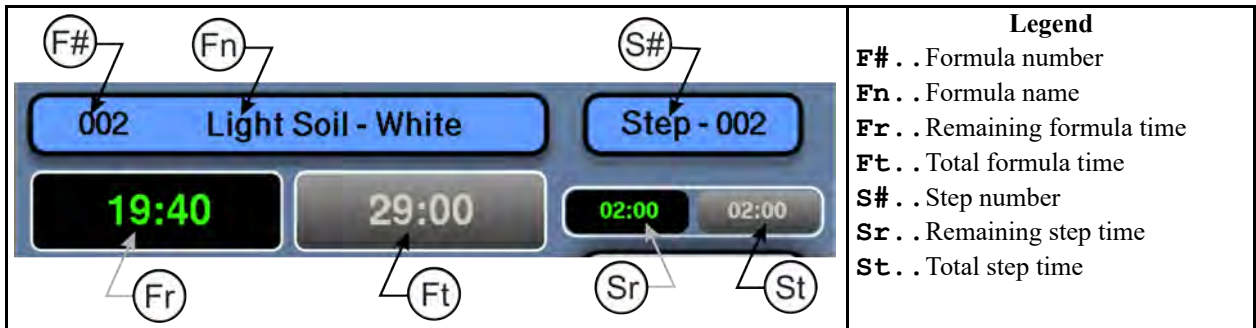 F#
Fn
S#
002 Light Soil - White
Step - 002
19:40
29:00
02:00
02:00
Fr
Ft
Sr
St
Legend
F#..Formula number
Fn..Formula name
Fr..Remaining formula time
Ft..Total formula time
S#..Step number
Sr..Remaining step time
St..Total step time